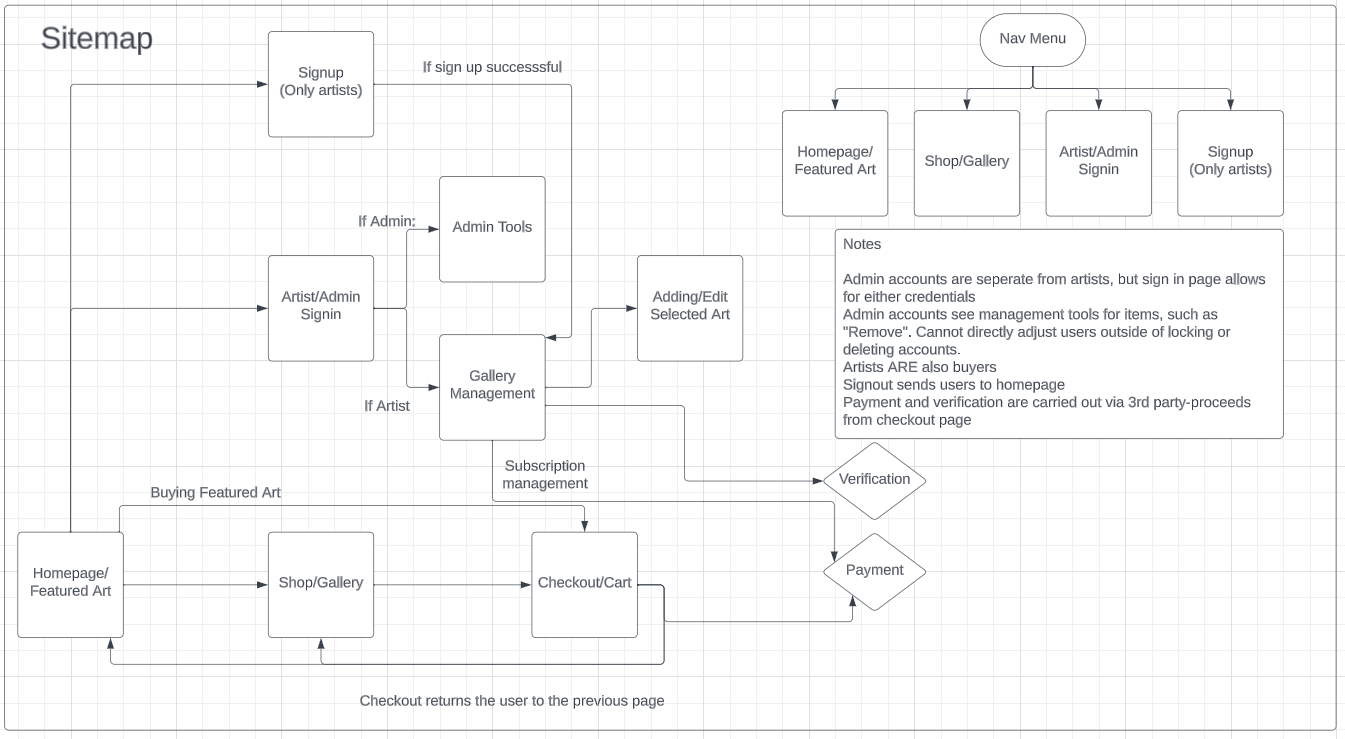 Sitemap
Signup
(Only artists)
If sign up successsful
Nav Menu
Homepage/
Featured Art
Shop/Gallery
Artist/Admin
Signin
Signup
(Only artists)
If Admin:
Admin Tools
Artist/Admin
Signin
Adding/Edit
Selected Art
Gallery
Management
If Artist
Notes
Admin accounts are seperate from artists, but sign in page allows
for either credentials
Admin accounts see management tools for items, such as
"Remove". Cannot directly adjust users outside of locking or
deleting accounts.
Artists ARE also buyers
Signout sends users to homepage
Payment and verification are carried out via 3rd party-proceeds
from checkout page
Subscription
management
Verification
Buying Featured Art
Homepage/
Featured Art
Shop/Gallery
Checkout/Cart
Payment
Checkout returns the user to the previous page